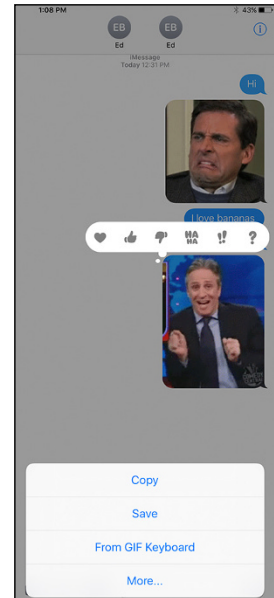 1:08 PM
43%
EB
EB
Ed
Ed
iMessage
Today 12:31 PM
Hi
I love bananas
HA
HA
!!
?
Copy
Save
From GIF Keyboard
More...